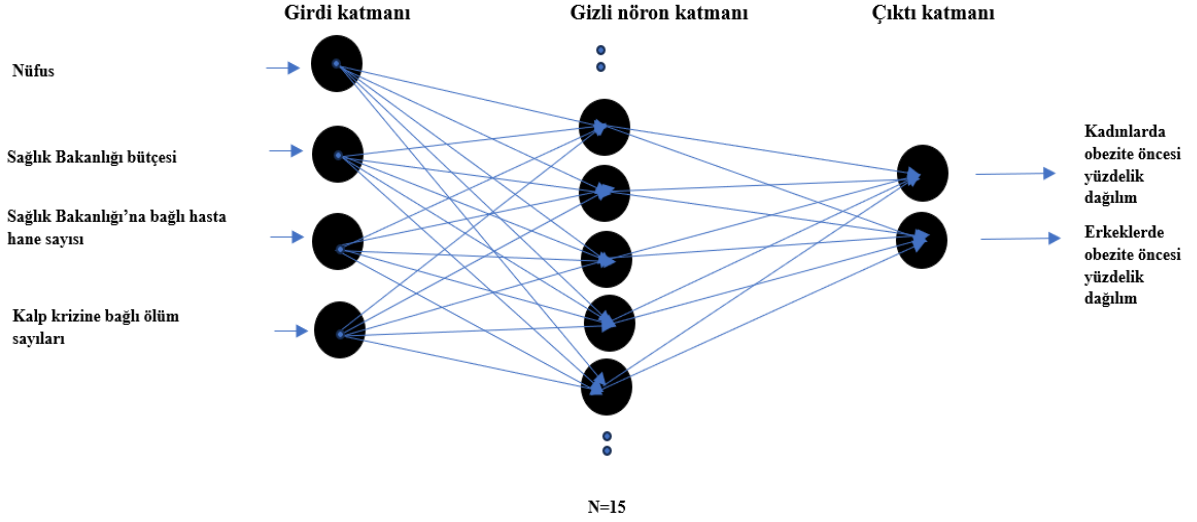 Girdi katmanı
Gizli nöron katmanı
Çıktı katmanı
Nüfus
Sağlık Bakanlığı bütçesi
Sağlık Bakanlığı’na bağlı hasta
hane sayısı
Kalp krizine bağlı ölüm
sayıları
Kadınlarda
obezite öncesi
yüzdelik
dağılım
Erkeklerde
obezite öncesi
yüzdelik
dağılım
N=15